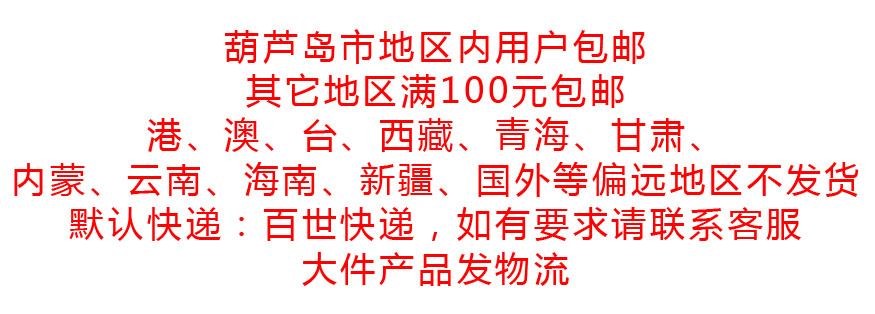 葫芦岛市地区内用户包邮
其它地区满100元包邮
港、澳、台、西藏、青海、甘肃、
内蒙、云南、海南、新疆、国外等偏远地区不发货
默认快递：百世快递，如有要求请联系客服
大件产品发物流